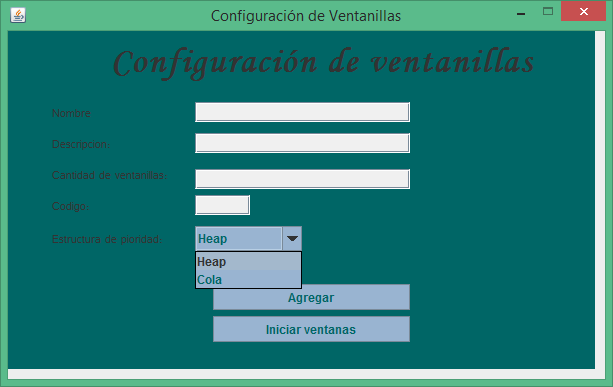 Configuración de Ventanillas
Configuración de ventanillas
Nombre:
Descripcion:
Cantidad de ventanillas:
Codigo:
Estructura de pioridad:
Heap
Heap
Cola
Agregar
Iniciar ventanas